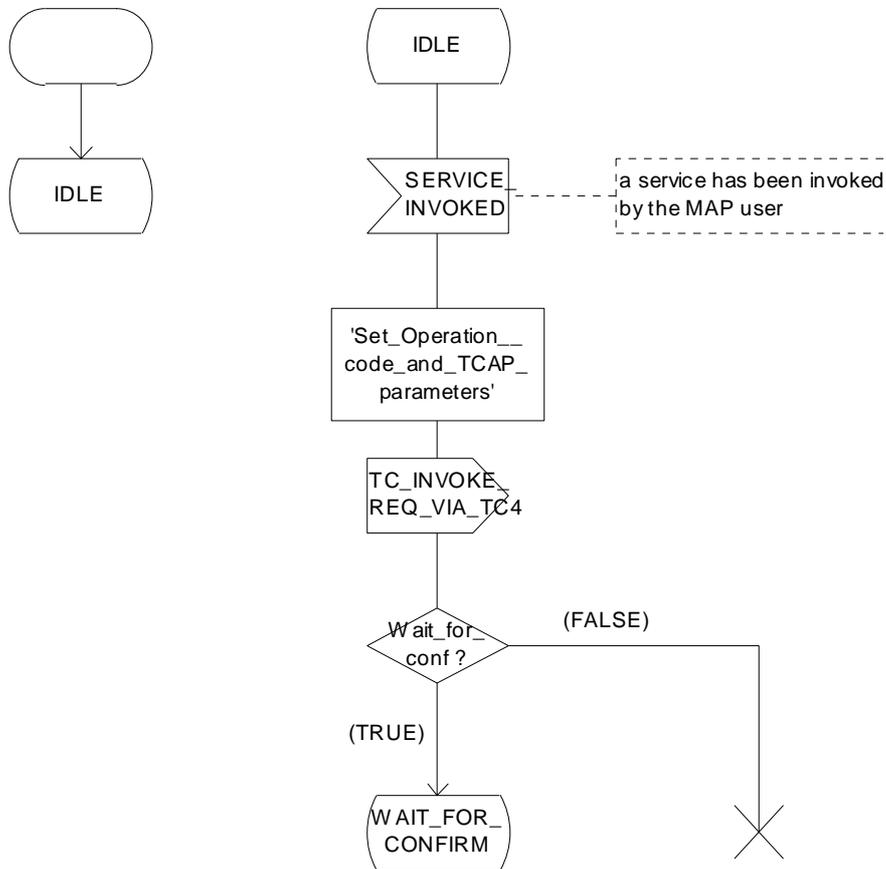 IDLE
IDLE
SERVICE_
INVOKED
a service has been invoked
by the MAP user
'Set_Operation__
code_and_TCAP_
parameters'
TC_INVOKE_
REQ_VIA_TC4
Wait_for_
conf ?
(FALSE)
(TRUE)
WAIT_FOR_
CONFIRM